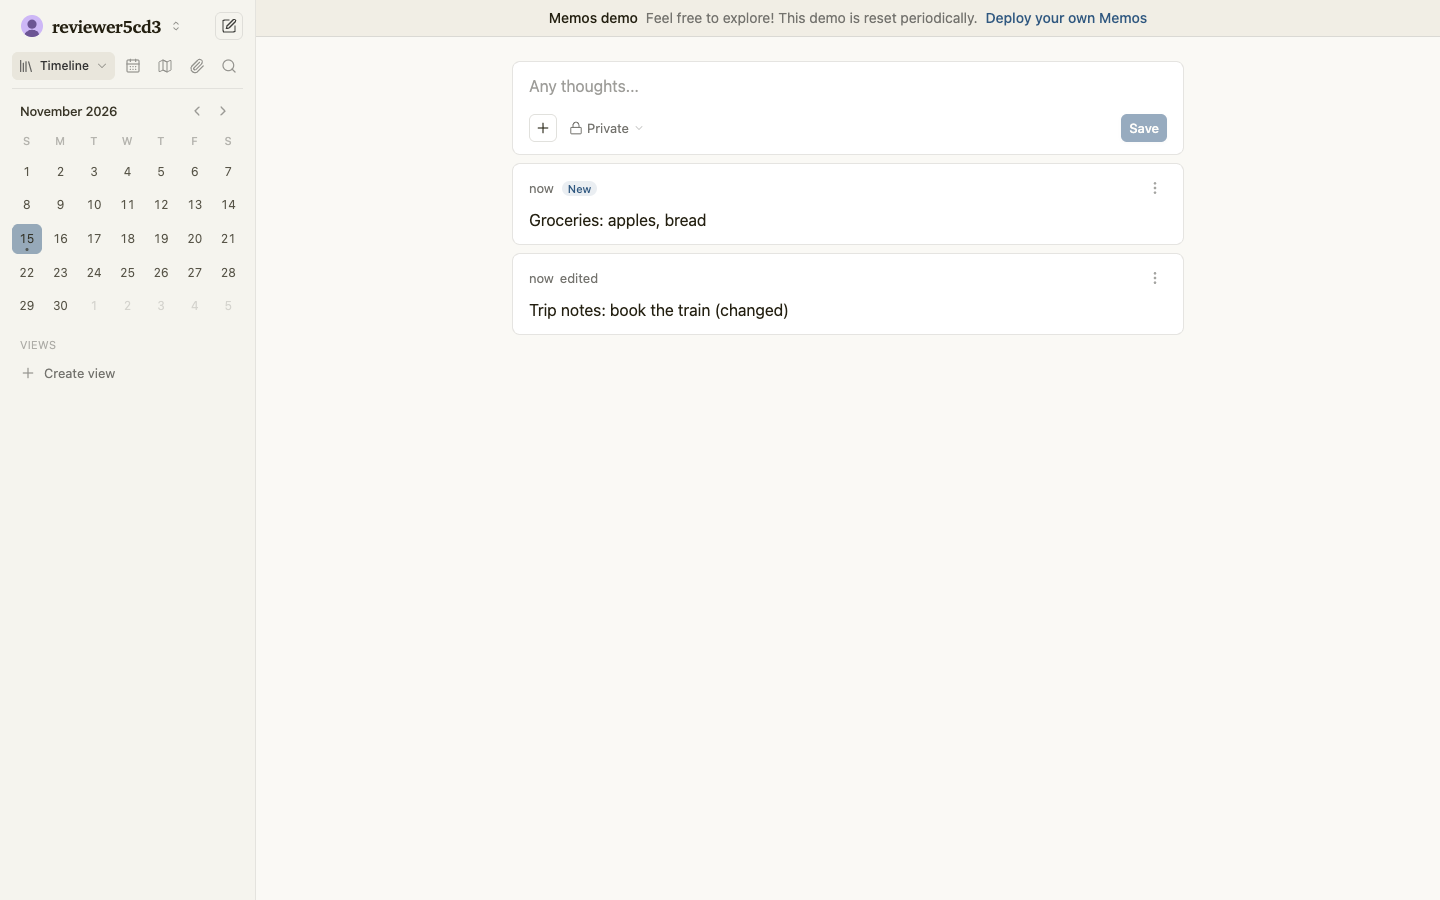 reviewer5cd3
Timeline
November 2026
S M T W T F S
1 2 3 4 5 6 7
8 9 10 11 12 13 14
15 16 17 18 19 20 21
22 23 24 25 26 27 28
29 30 1 2 3 4 5
VIEWS
Create view
Memos demo Feel free to explore! This demo is reset periodically. Deploy your own Memos
Any thoughts...
Private Save
now New
Groceries: apples, bread
now edited
Trip notes: book the train (changed)